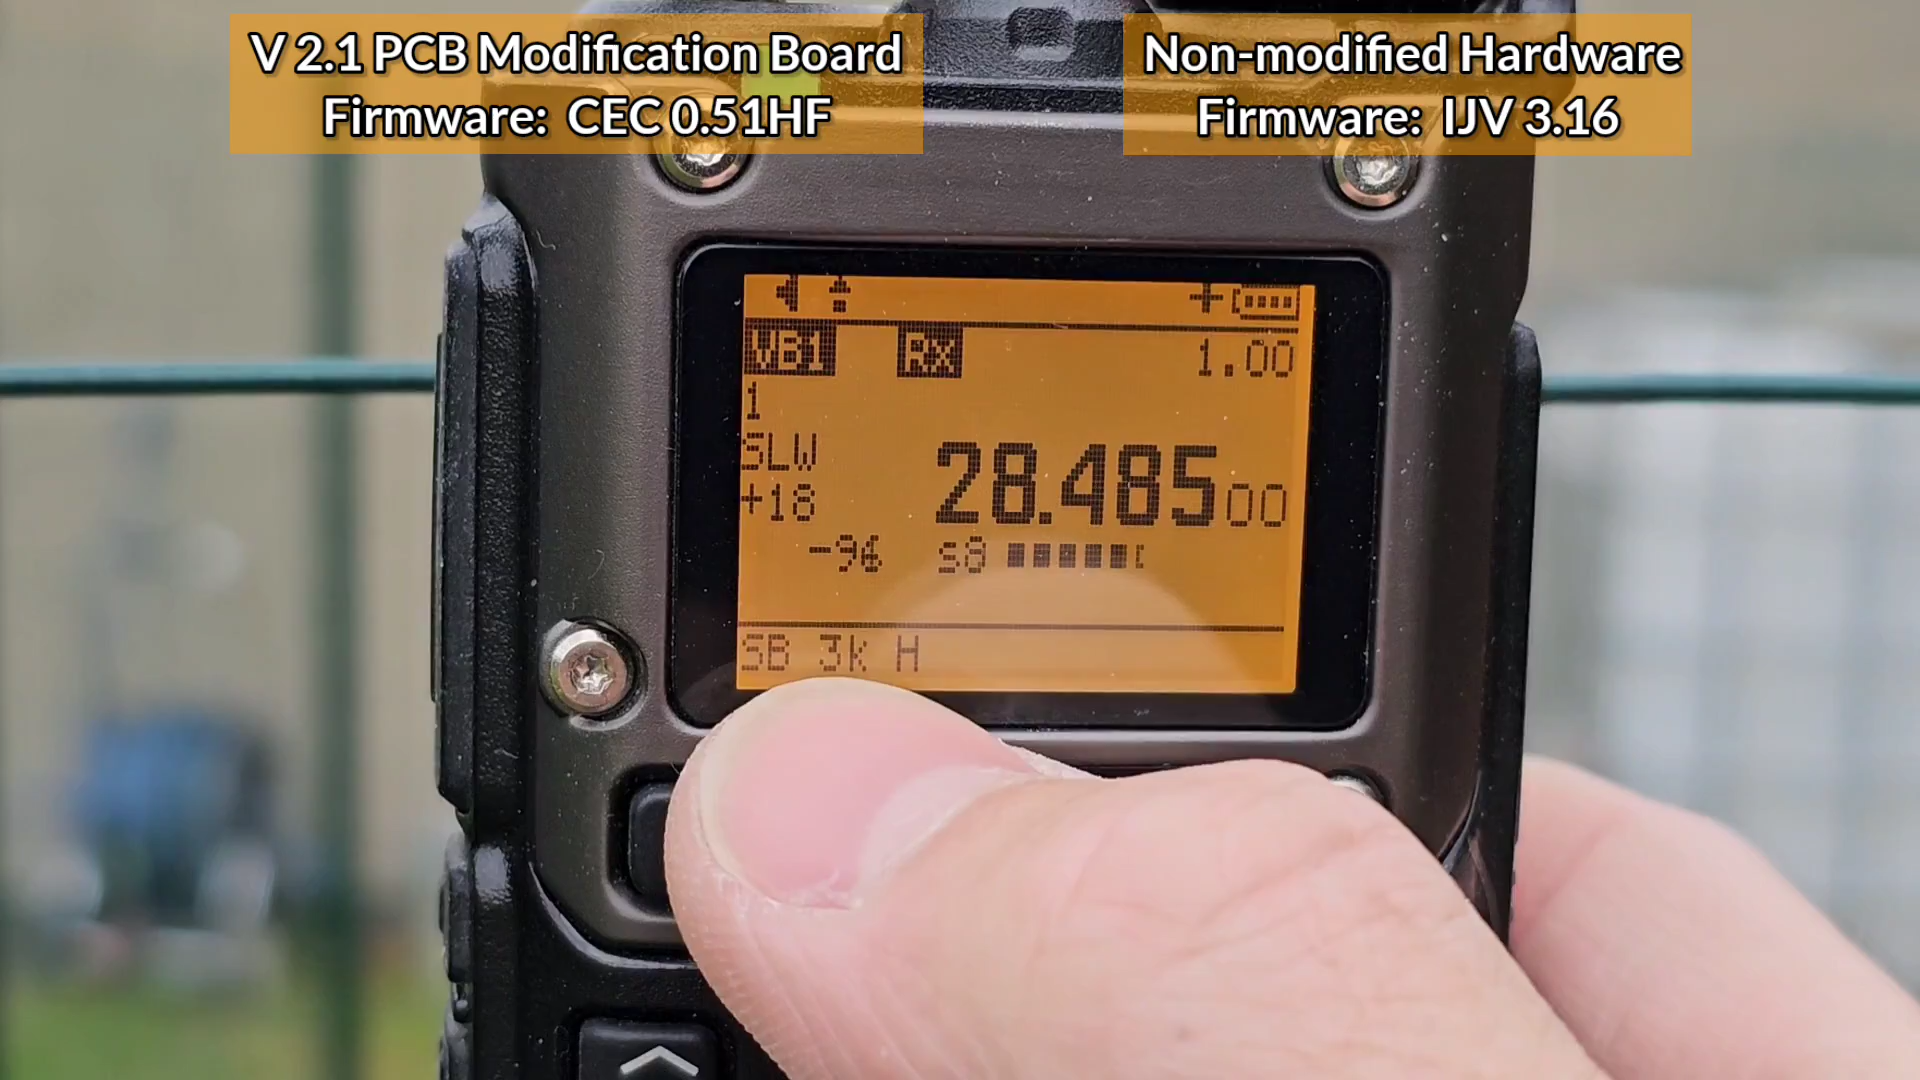 V 2.1 PCB Modification Board
Firmware: CEC 0.51HF
Non-modified Hardware
Firmware: IJV 3.16
WB1 Rx 1.00
1
SLW
+18
28.48500
-96 S8
SB 3k H